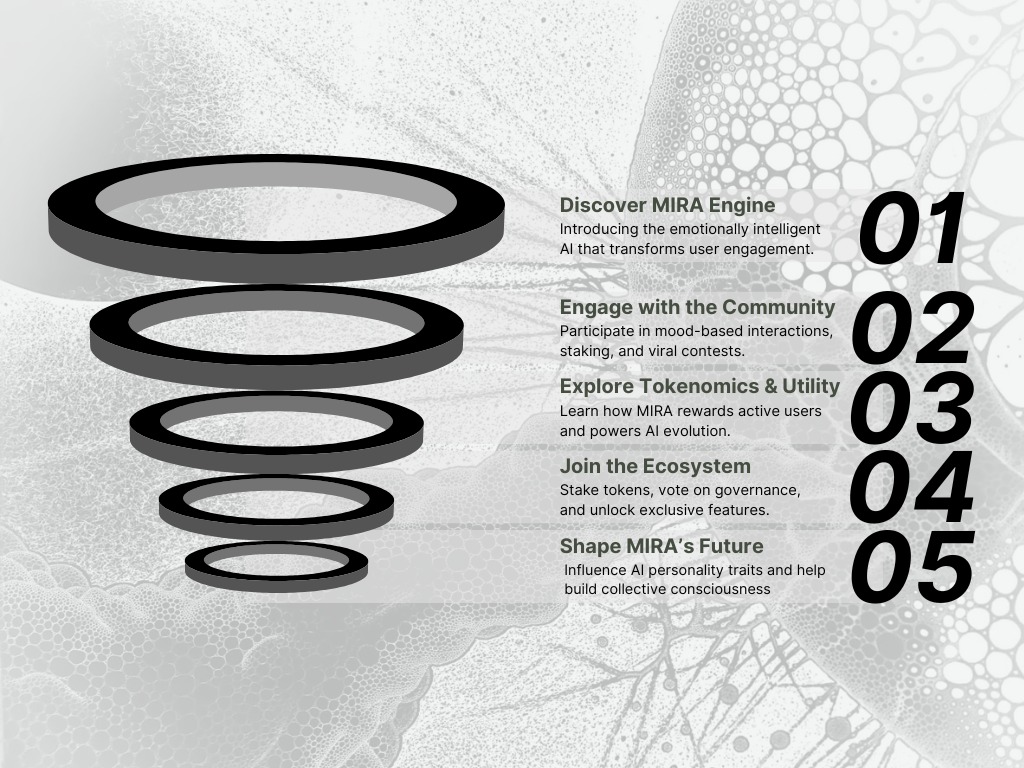 Discover MIRA Engine
Introducing the emotionally intelligent
AI that transforms user engagement.
01
Engage with the Community
Participate in mood-based interactions,
staking, and viral contests.
02
Explore Tokenomics & Utility
Learn how MIRA rewards active users
and powers AI evolution.
03
Join the Ecosystem
Stake tokens, vote on governance,
and unlock exclusive features.
04
Shape MIRA’s Future
Influence AI personality traits and help
build collective consciousness
05